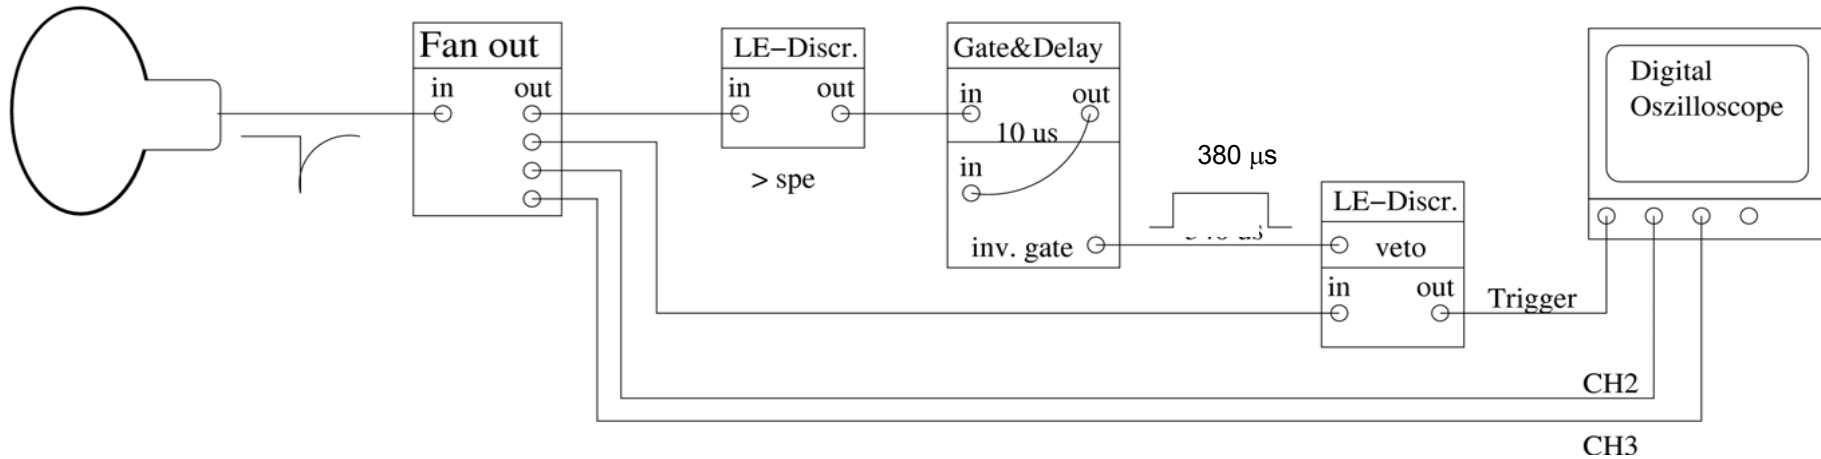 Fan out
in
out
LE-Discr.
in
out
> spe
Gate&Delay
in
out
10 us
in
inv. gate
380 μs
LE-Discr.
veto
in
out
Trigger
Digital
Oszilloscope
CH2
CH3